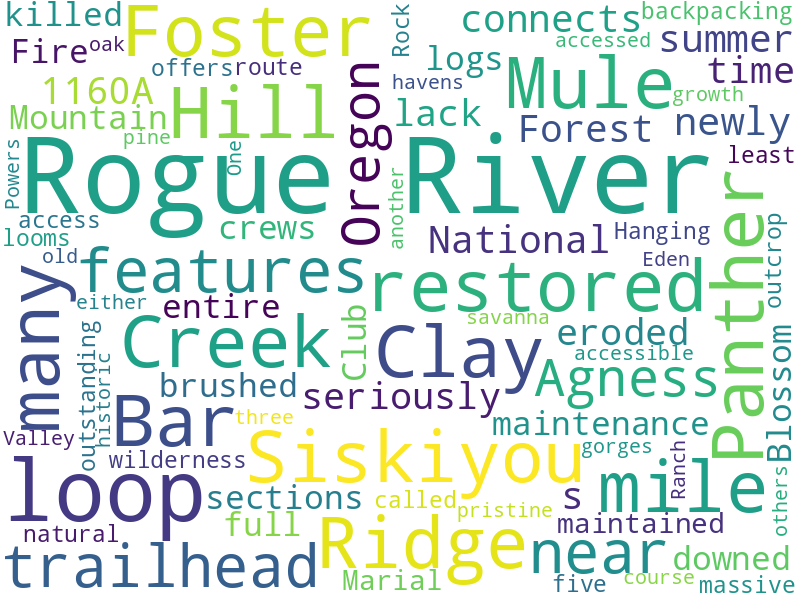 killed
Foster
connects
backpacking
Fire
oak
Rock
accessed
summer
offers
route
logs
time
1160A
Hill
Oregon
havens
Mule
growth
Mountain
lack
Forest
newly
pine
One
least
Powers
Rogue
River
another
Panther
access
crews
National
Hanging
outcrop
looms
old
features
Eden
many
restored
either
entire
Club
savanna
eroded
Creek
Clay
accessible
Blossom
outstanding
historic
brushed
seriously
Agness
Bar
three
maintenance
Valley
Siskiyou
gorges
wilderness
Ranch
loop
sections
called
s
mile
others
pristine
full
Ridge
maintained
natural
near
downed
trailhead
Marial
five
course
massive